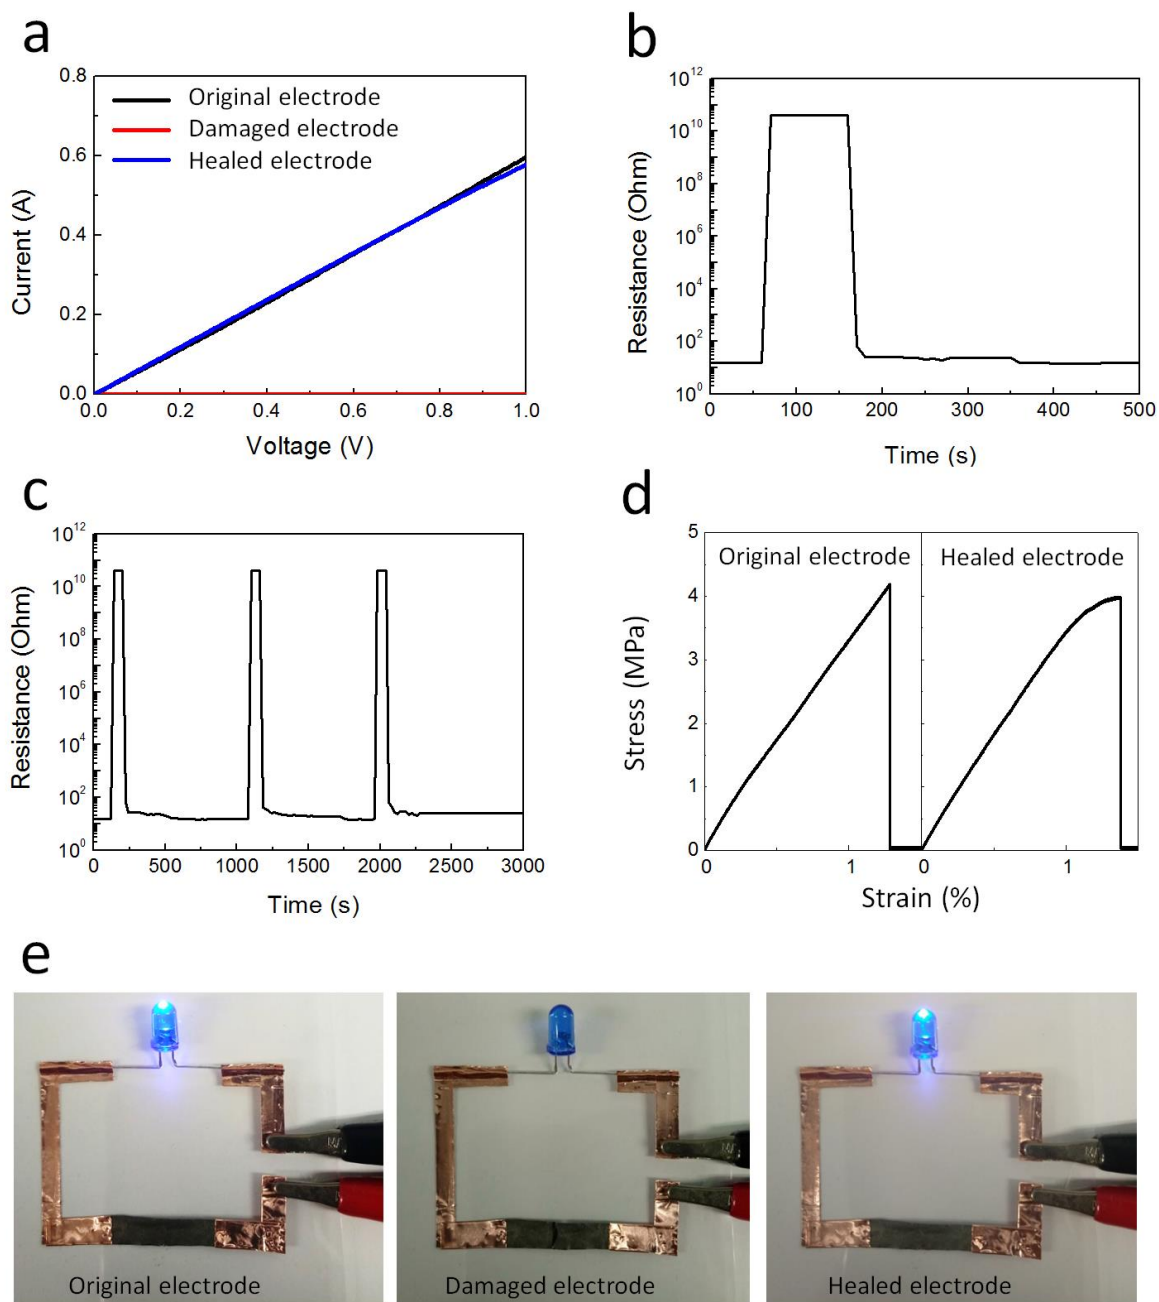 a
0.8
0.6
0.4
0.2
0.0
Current (A)
Original electrode
Damaged electrode
Healed electrode
0.0 0.2 0.4 0.6 0.8 1.0
Voltage (V)
b
10^12
10^10
10^8
10^6
10^4
10^2
10^0
Resistance (Ohm)
0 100 200 300 400 500
Time (s)
c
10^12
10^10
10^8
10^6
10^4
10^2
10^0
Resistance (Ohm)
0 500 1000 1500 2000 2500 3000
Time (s)
d
5
4
3
2
1
0
Stress (MPa)
Original electrode Healed electrode
0 1 0 1
Strain (%)
e
Original electrode
Damaged electrode
Healed electrode